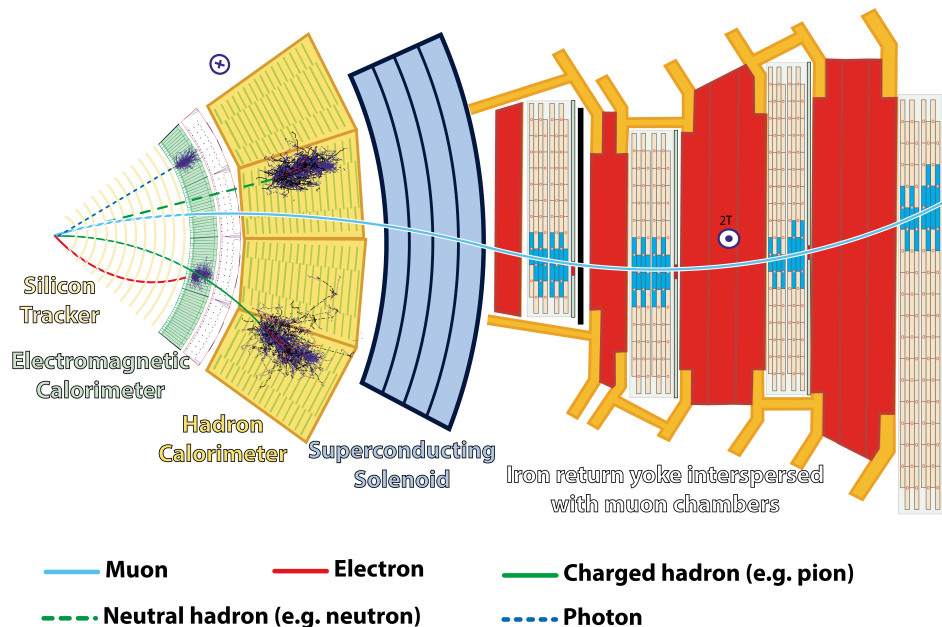 2T
Silicon
Tracker
Electromagnetic
Calorimeter
Hadron
Calorimeter
Superconducting
Solenoid
Iron return yoke interspersed
with muon chambers
Muon
Electron
Charged hadron (e.g. pion)
Neutral hadron (e.g. neutron)
Photon